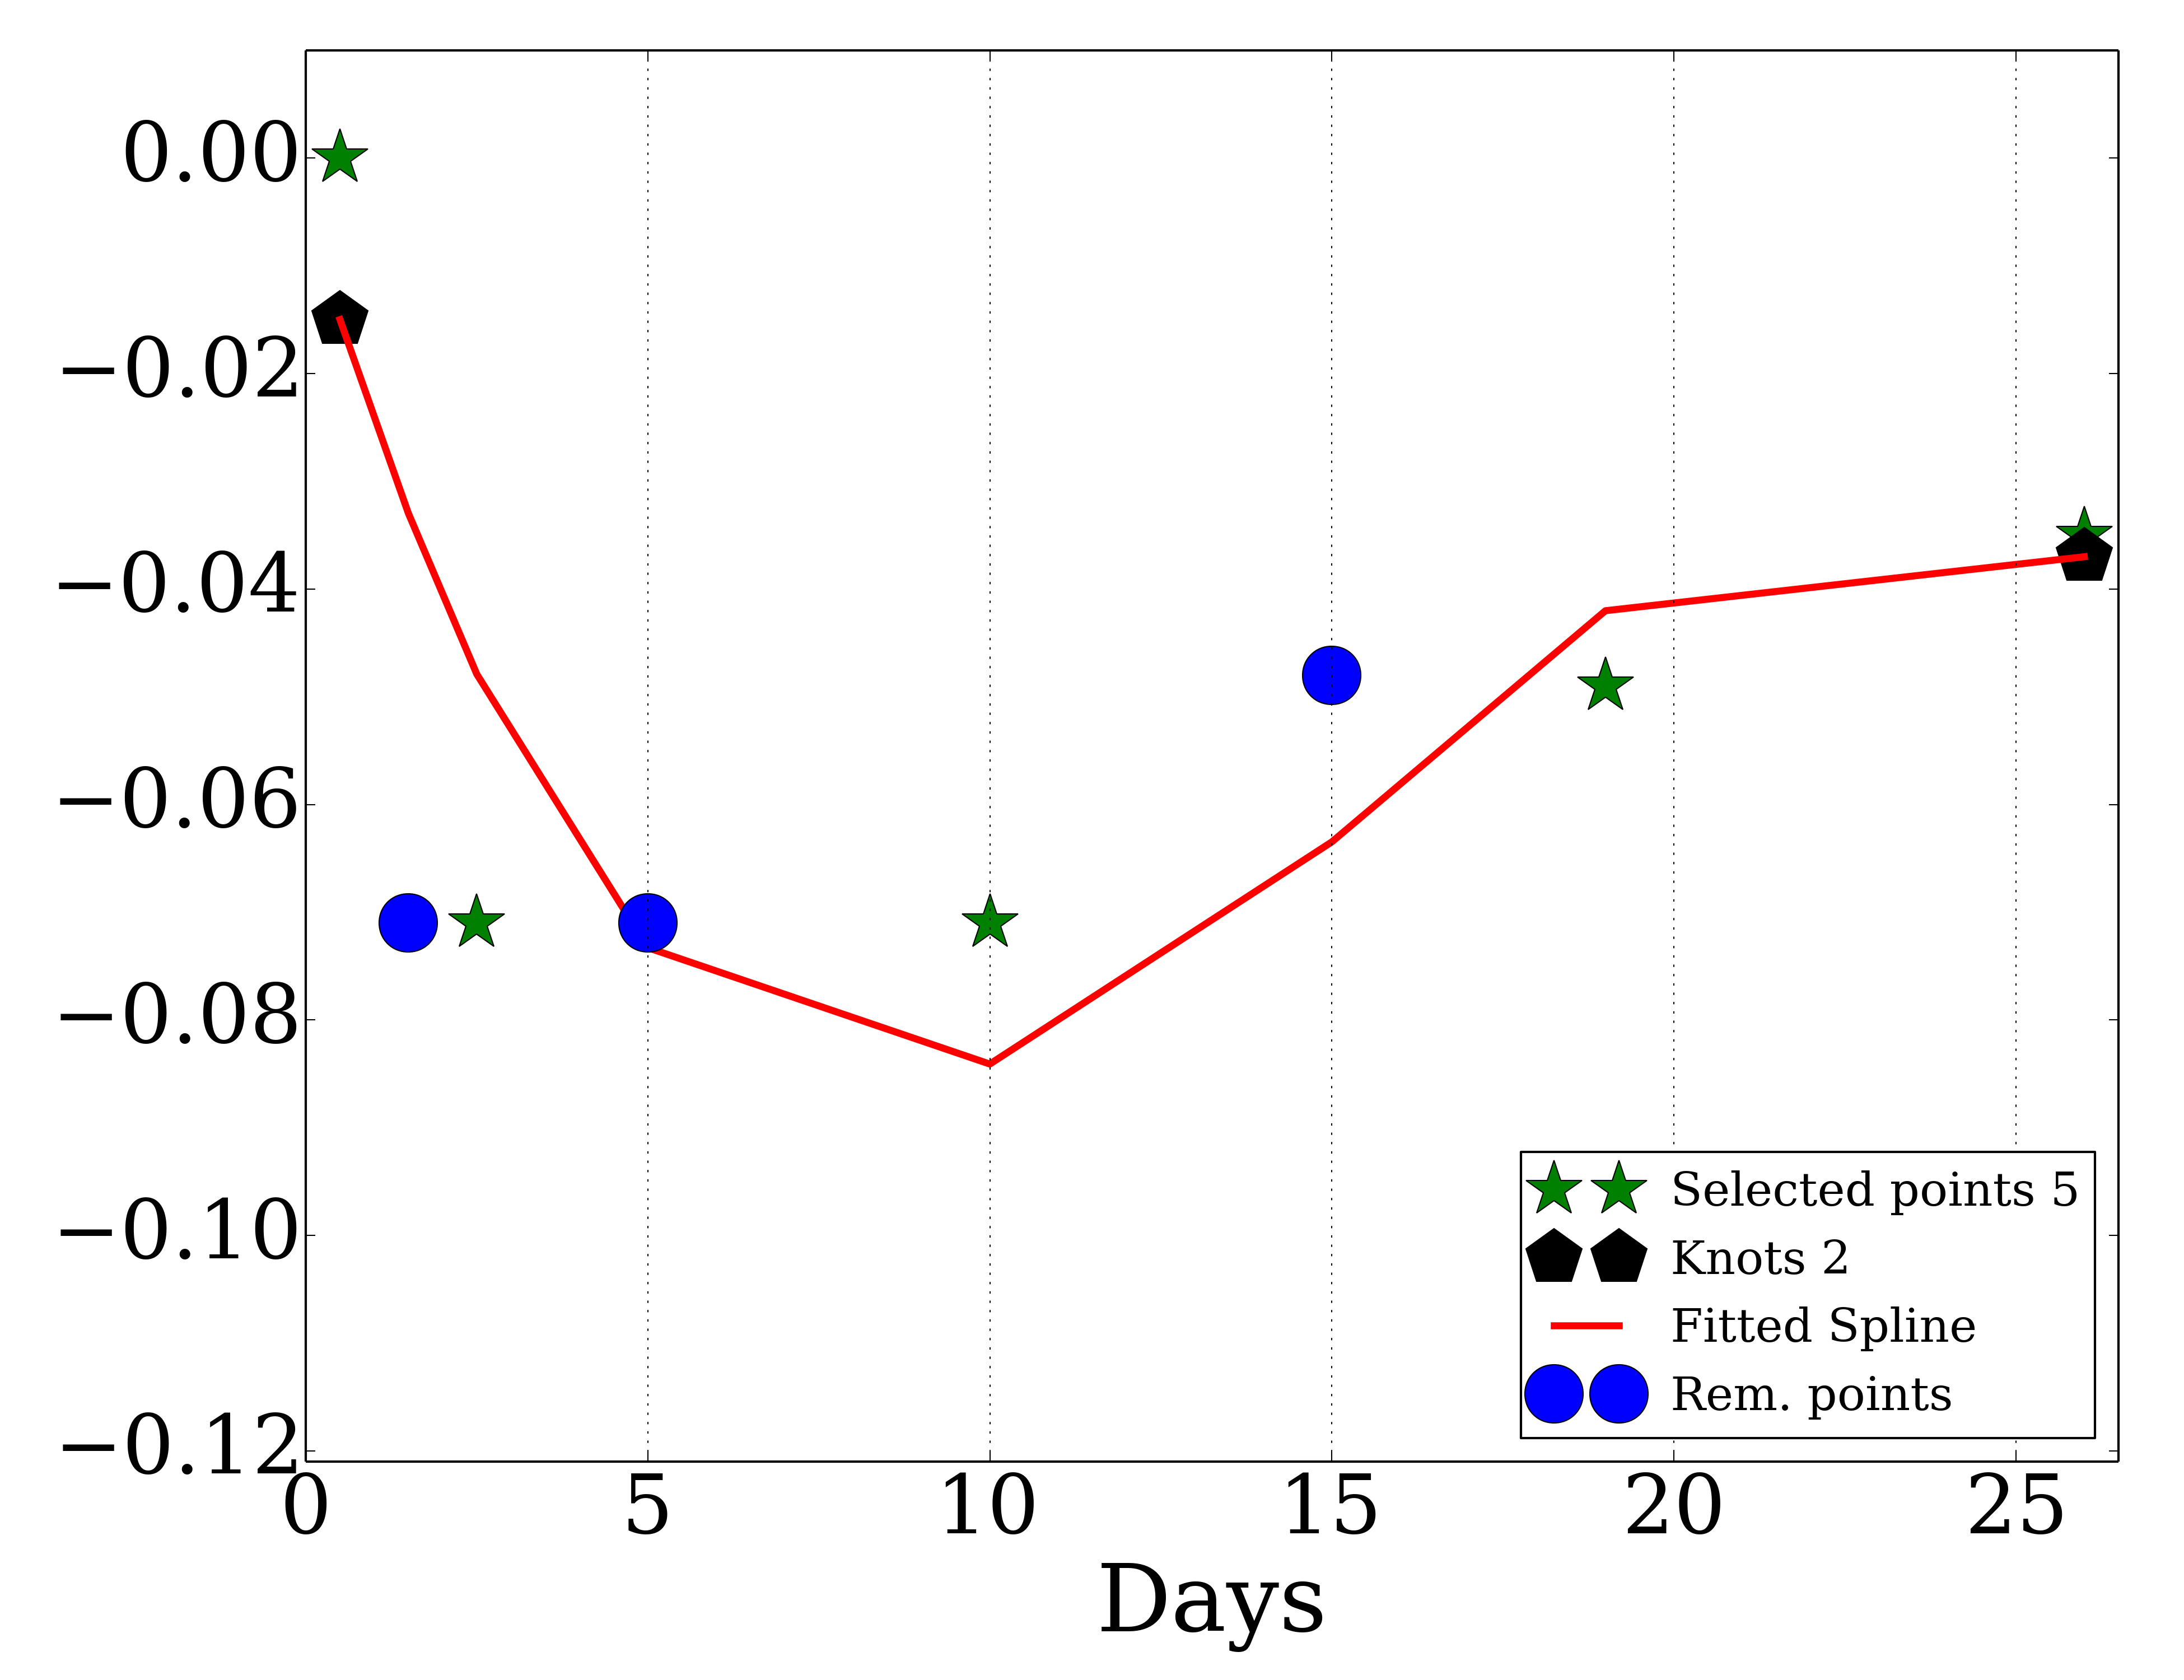 0.00
−0.02
−0.04
−0.06
−0.08
−0.10
−0.12
0 5 10 15 20 25
Days
Selected points 5
Knots 2
Fitted Spline
Rem. points